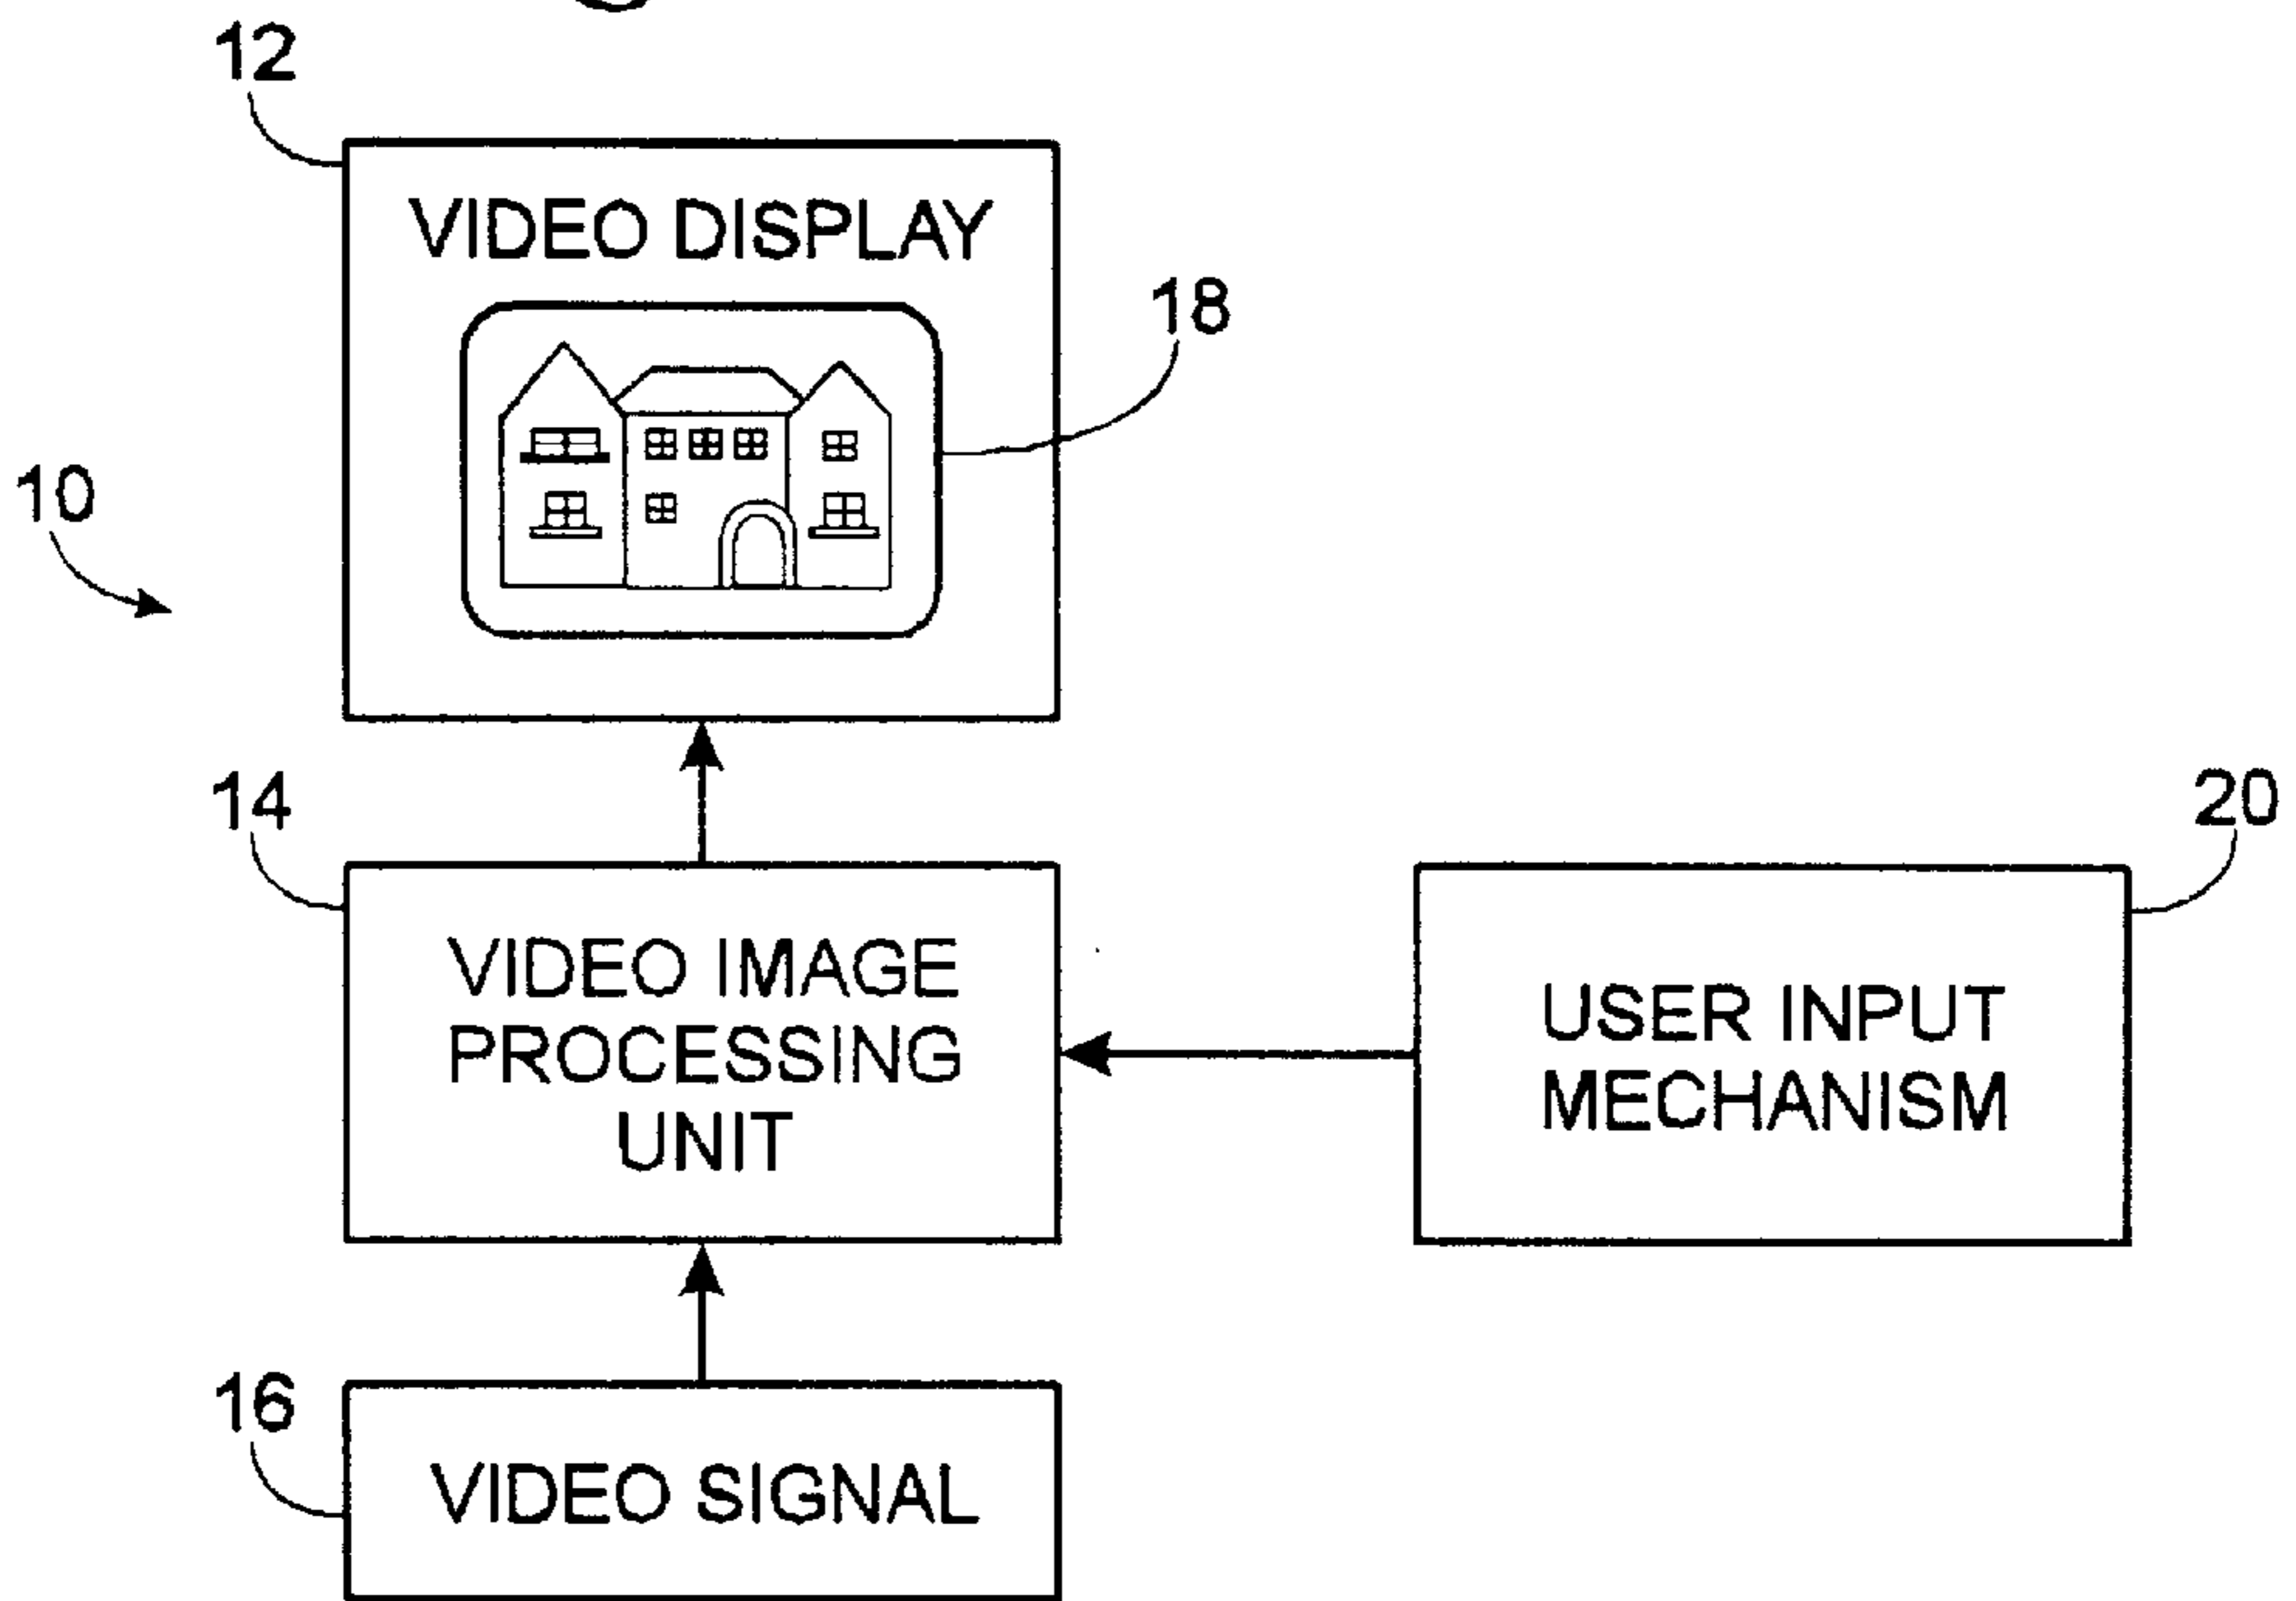 12
VIDEO DISPLAY
18
10
14
20
VIDEO IMAGE
PROCESSING
UNIT
USER INPUT
MECHANISM
16
VIDEO SIGNAL